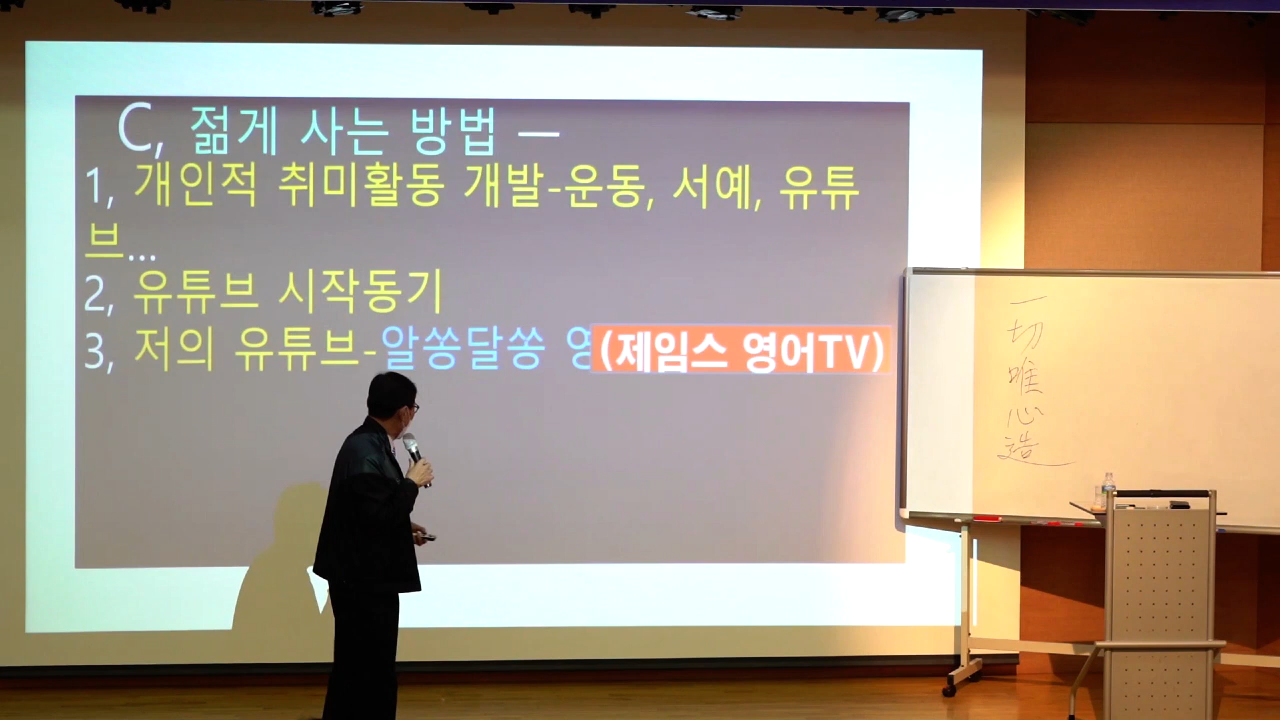 C, 젊게 사는 방법 –
1, 개인적 취미활동 개발-운동, 서예, 유튜
브...
2, 유튜브 시작동기
3, 저의 유튜브-알쏭달쏭 영(제임스 영어TV)
一切唯心造